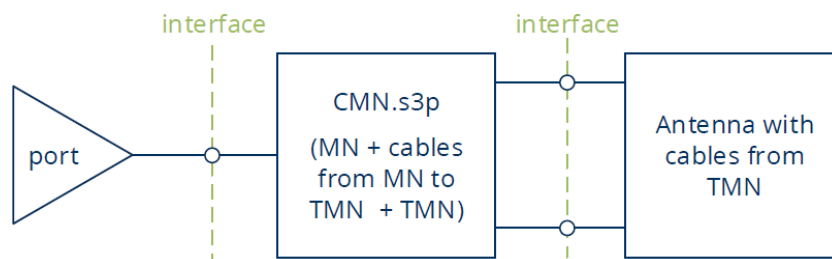 interface
interface
port
CMN.s3p
(MN + cables
from MN to
TMN + TMN)
Antenna with
cables from
TMN